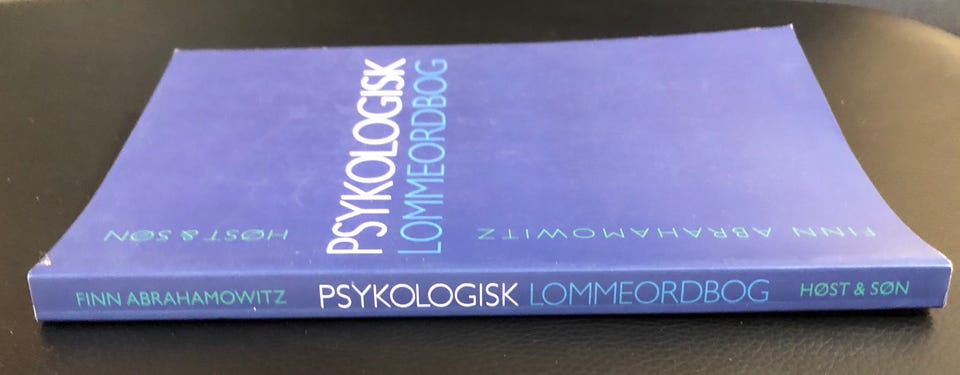 PSYKOLOGISK
LOMMEORDBOG
HØST & SØN
FINN ABRAHAMOWITZ
FINN ABRAHAMOWITZ PSYKOLOGISK LOMMEORDBOG HØST & SØN